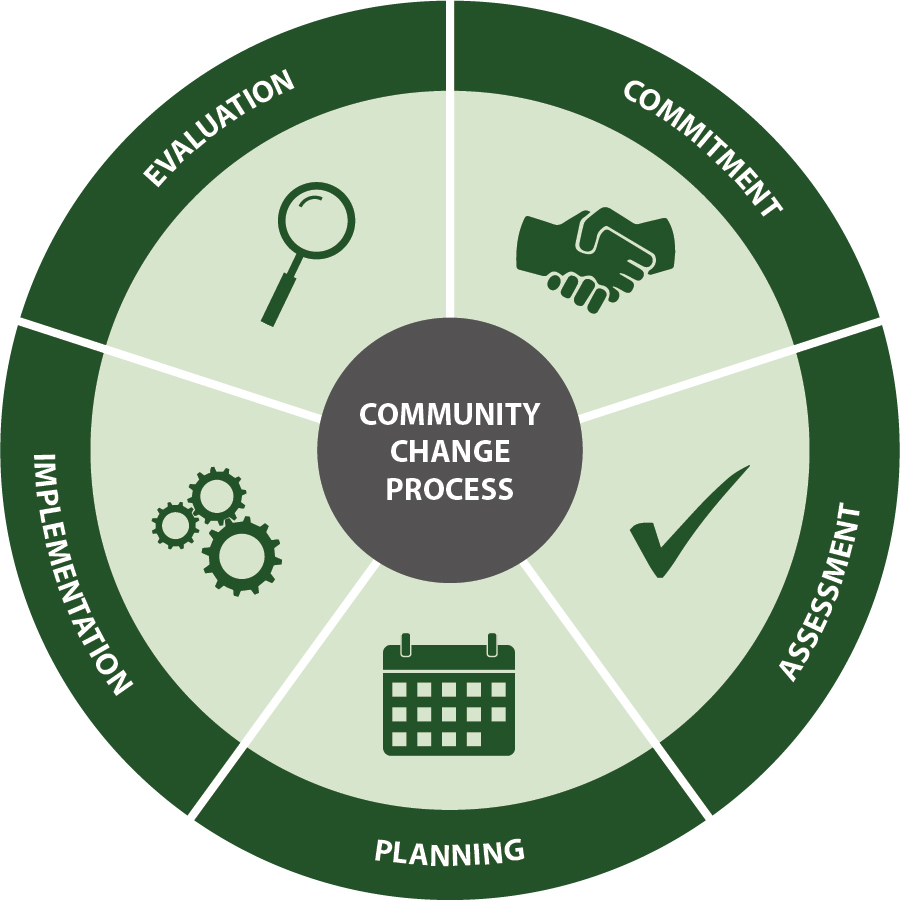 COMMUNITY
CHANGE
PROCESS
COMMITMENT
ASSESSMENT
PLANNING
IMPLEMENTATION
EVALUATION